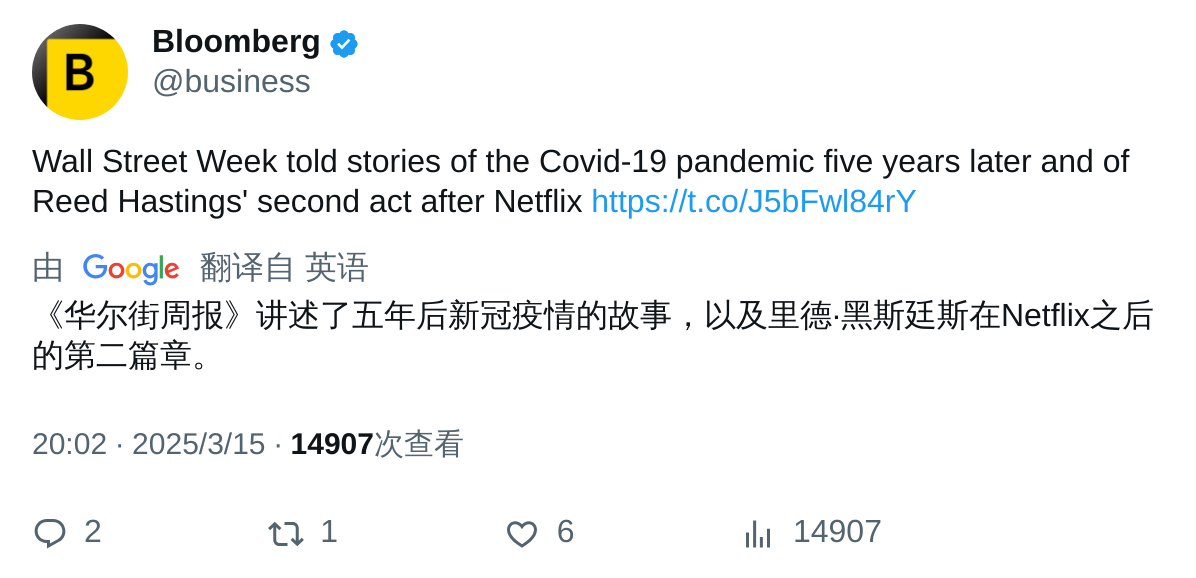 B
Bloomberg
@business
Wall Street Week told stories of the Covid-19 pandemic five years later and of
Reed Hastings' second act after Netflix https://t.co/J5bFwl84rY
由 Google 翻译自 英语
《华尔街周报》讲述了五年后新冠疫情的故事，以及里德·黑斯廷斯在Netflix之后
的第二篇章。
20:02 · 2025/3/15 · 14907次查看
2 1 6 14907